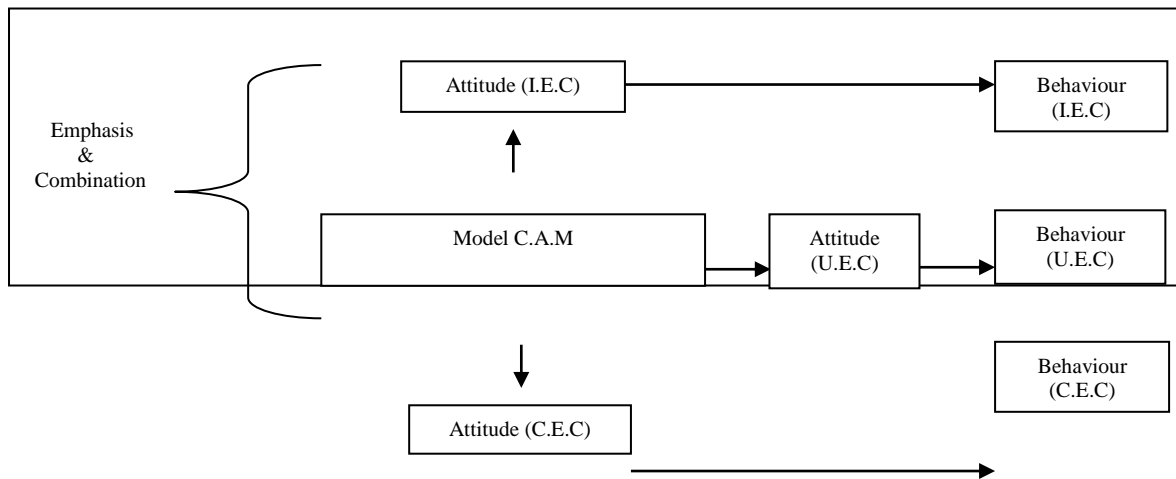 Attitude (I.E.C)
Behaviour
(I.E.C)
Emphasis
&
Combination
Model C.A.M
Attitude
(U.E.C)
Behaviour
(U.E.C)
Behaviour
(C.E.C)
Attitude (C.E.C)